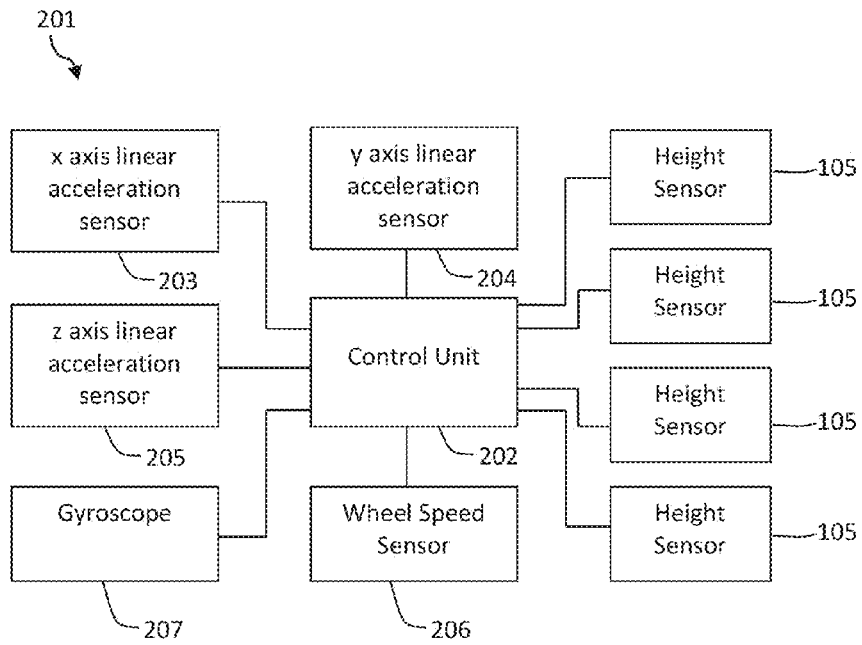 201
x axis linear
acceleration
sensor
203
y axis linear
acceleration
sensor
204
Height
Sensor
105
Height
Sensor
105
z axis linear
acceleration
sensor
205
Control Unit
202
Height
Sensor
105
Gyroscope
207
Wheel Speed
Sensor
206
Height
Sensor
105